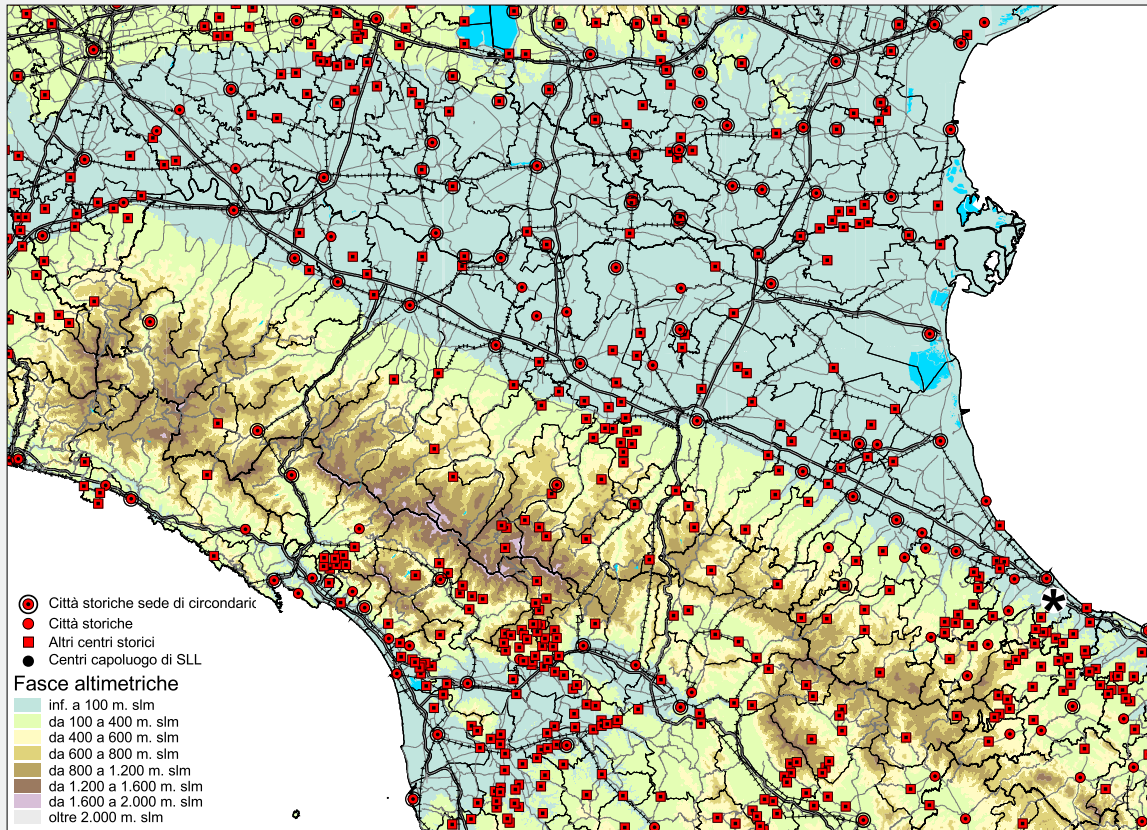 Città storiche sede di circondaric
Città storiche
Altri centri storici
Centri capoluogo di SLL
Fasce altimetriche
inf. a 100 m. slm
da 100 a 400 m. slm
da 400 a 600 m. slm
da 600 a 800 m. slm
da 800 a 1.200 m. slm
da 1.200 a 1.600 m. slm
da 1.600 a 2.000 m. slm
oltre 2.000 m. slm
*